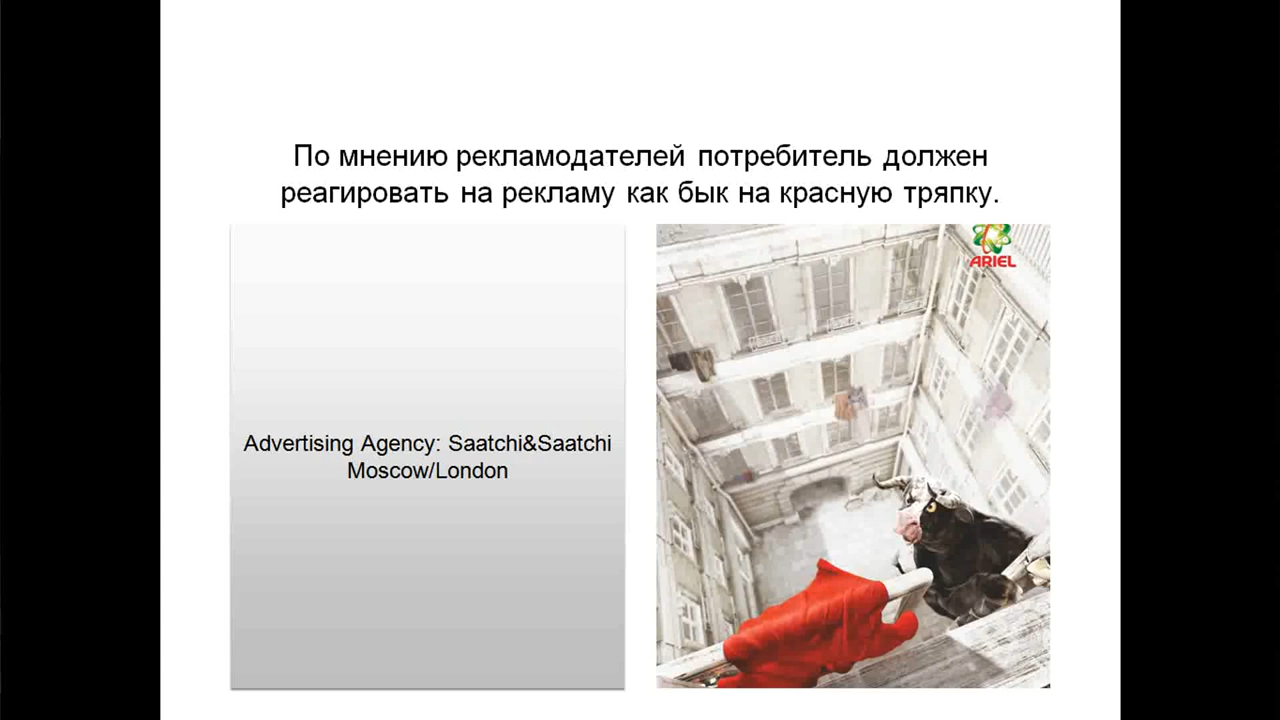 По мнению рекламодателей потребитель должен
реагировать на рекламу как бык на красную тряпку.
ARIEL
Advertising Agency: Saatchi&Saatchi
Moscow/London